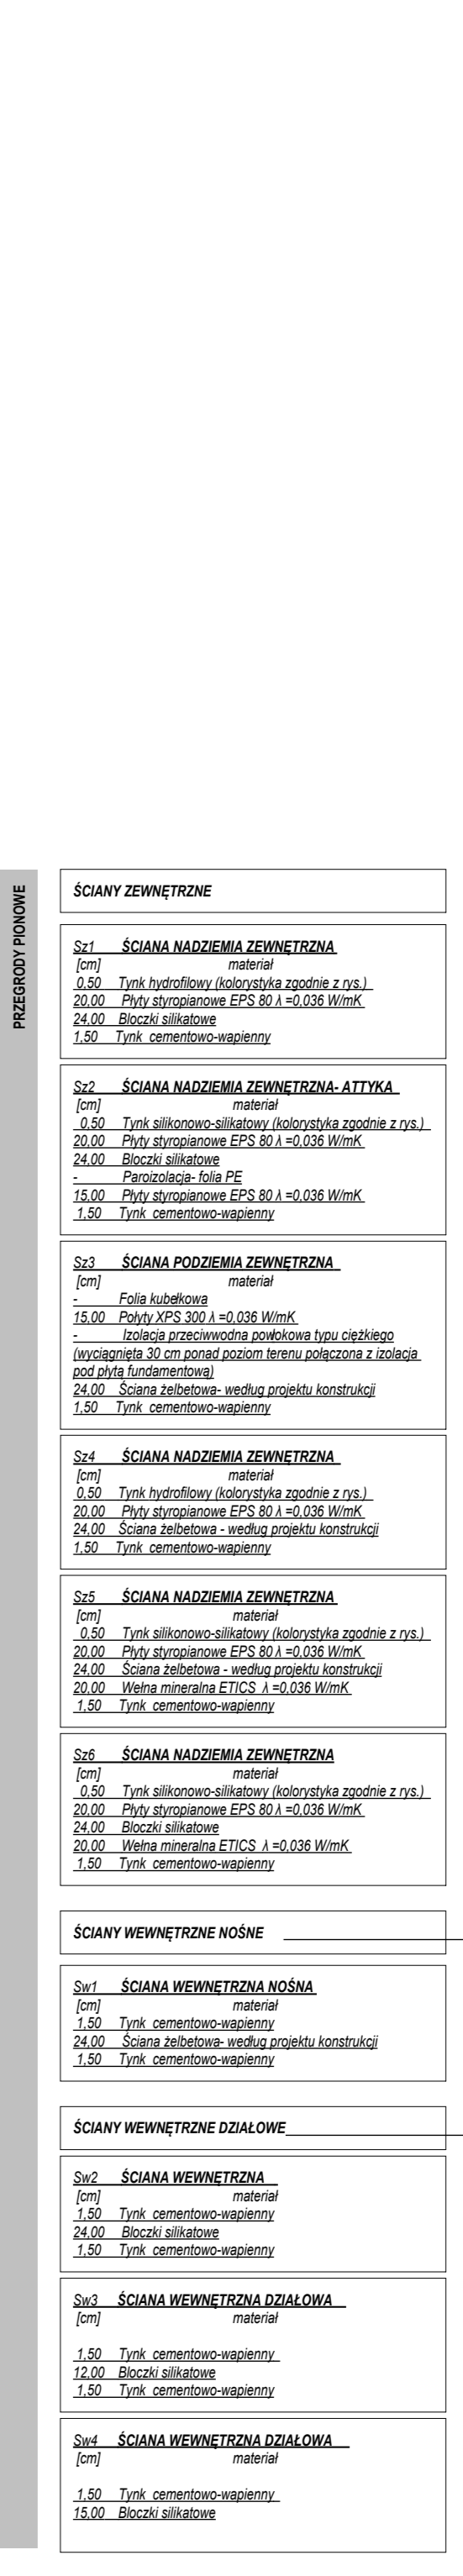 PRZEGRODY PIONOWE
ŚCIANY ZEWNĘTRZNE
Sz1 ŚCIANA NADZIEMIA ZEWNĘTRZNA
[cm] materiał
0,50 Tynk hydrofilowy (kolorystyka zgodnie z rys.)
20,00 Płyty styropianowe EPS 80 λ =0,036 W/mK
24,00 Bloczki silikatowe
1,50 Tynk cementowo-wapienny
Sz2 ŚCIANA NADZIEMIA ZEWNĘTRZNA- ATTYKA
[cm] materiał
0,50 Tynk silikonowo-silikatowy (kolorystyka zgodnie z rys.)
20,00 Płyty styropianowe EPS 80 λ =0,036 W/mK
24,00 Bloczki silikatowe
- Paroizolacja- folia PE
15,00 Płyty styropianowe EPS 80 λ =0,036 W/mK
1,50 Tynk cementowo-wapienny
Sz3 ŚCIANA PODZIEMIA ZEWNĘTRZNA
[cm] materiał
- Folia kubełkowa
15,00 Połyty XPS 300 λ =0,036 W/mK
- Izolacja przeciwwodna powłokowa typu ciężkiego
(wyciągnięta 30 cm ponad poziom terenu połączona z izolacja
pod płytą fundamentową)
24,00 Ściana żelbetowa- według projektu konstrukcji
1,50 Tynk cementowo-wapienny
Sz4 ŚCIANA NADZIEMIA ZEWNĘTRZNA
[cm] materiał
0,50 Tynk hydrofilowy (kolorystyka zgodnie z rys.)
20,00 Płyty styropianowe EPS 80 λ =0,036 W/mK
24,00 Ściana żelbetowa - według projektu konstrukcji
1,50 Tynk cementowo-wapienny
Sz5 ŚCIANA NADZIEMIA ZEWNĘTRZNA
[cm] materiał
0,50 Tynk silikonowo-silikatowy (kolorystyka zgodnie z rys.)
20,00 Płyty styropianowe EPS 80 λ =0,036 W/mK
24,00 Ściana żelbetowa - według projektu konstrukcji
20,00 Wełna mineralna ETICS λ =0,036 W/mK
1,50 Tynk cementowo-wapienny
Sz6 ŚCIANA NADZIEMIA ZEWNĘTRZNA
[cm] materiał
0,50 Tynk silikonowo-silikatowy (kolorystyka zgodnie z rys.)
20,00 Płyty styropianowe EPS 80 λ =0,036 W/mK
24,00 Bloczki silikatowe
20,00 Wełna mineralna ETICS λ =0,036 W/mK
1,50 Tynk cementowo-wapienny
ŚCIANY WEWNĘTRZNE NOŚNE
Sw1 ŚCIANA WEWNĘTRZNA NOŚNA
[cm] materiał
1,50 Tynk cementowo-wapienny
24,00 Ściana żelbetowa- według projektu konstrukcji
1,50 Tynk cementowo-wapienny
ŚCIANY WEWNĘTRZNE DZIAŁOWE
Sw2 ŚCIANA WEWNĘTRZNA
[cm] materiał
1,50 Tynk cementowo-wapienny
24,00 Bloczki silikatowe
1,50 Tynk cementowo-wapienny
Sw3 ŚCIANA WEWNĘTRZNA DZIAŁOWA
[cm] materiał
1,50 Tynk cementowo-wapienny
12,00 Bloczki silikatowe
1,50 Tynk cementowo-wapienny
Sw4 ŚCIANA WEWNĘTRZNA DZIAŁOWA
[cm] materiał
1,50 Tynk cementowo-wapienny
15,00 Bloczki silikatowe